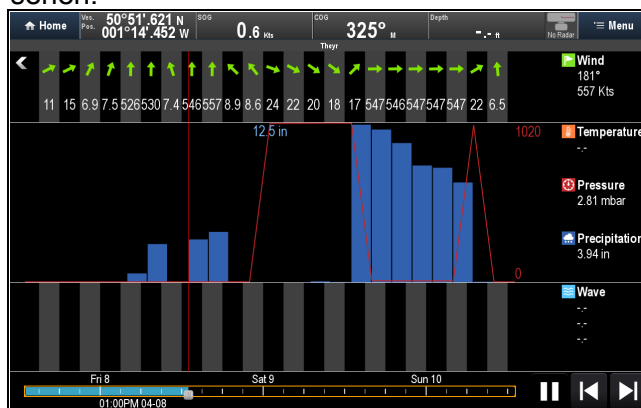 Home
Ves. Pos.
50°51'.621 N
001°14'.452 W
SOG
0.6 Kts
COG
325° M
Depth
-.- ft
No Radar
Menu
Theyr
11 15 6.9 7.5 526 530 7.4 546 557 8.9 8.6 24 22 20 18 17 547 546 547 547 547 22 6.5
Wind
181°
557 Kts
12.5 in
1020
0
Temperature
-.-
Pressure
2.81 mbar
Precipitation
3.94 in
Wave
-.-
-.-
-.-
Fri 8
Sat 9
Sun 10
01:00PM 04-08